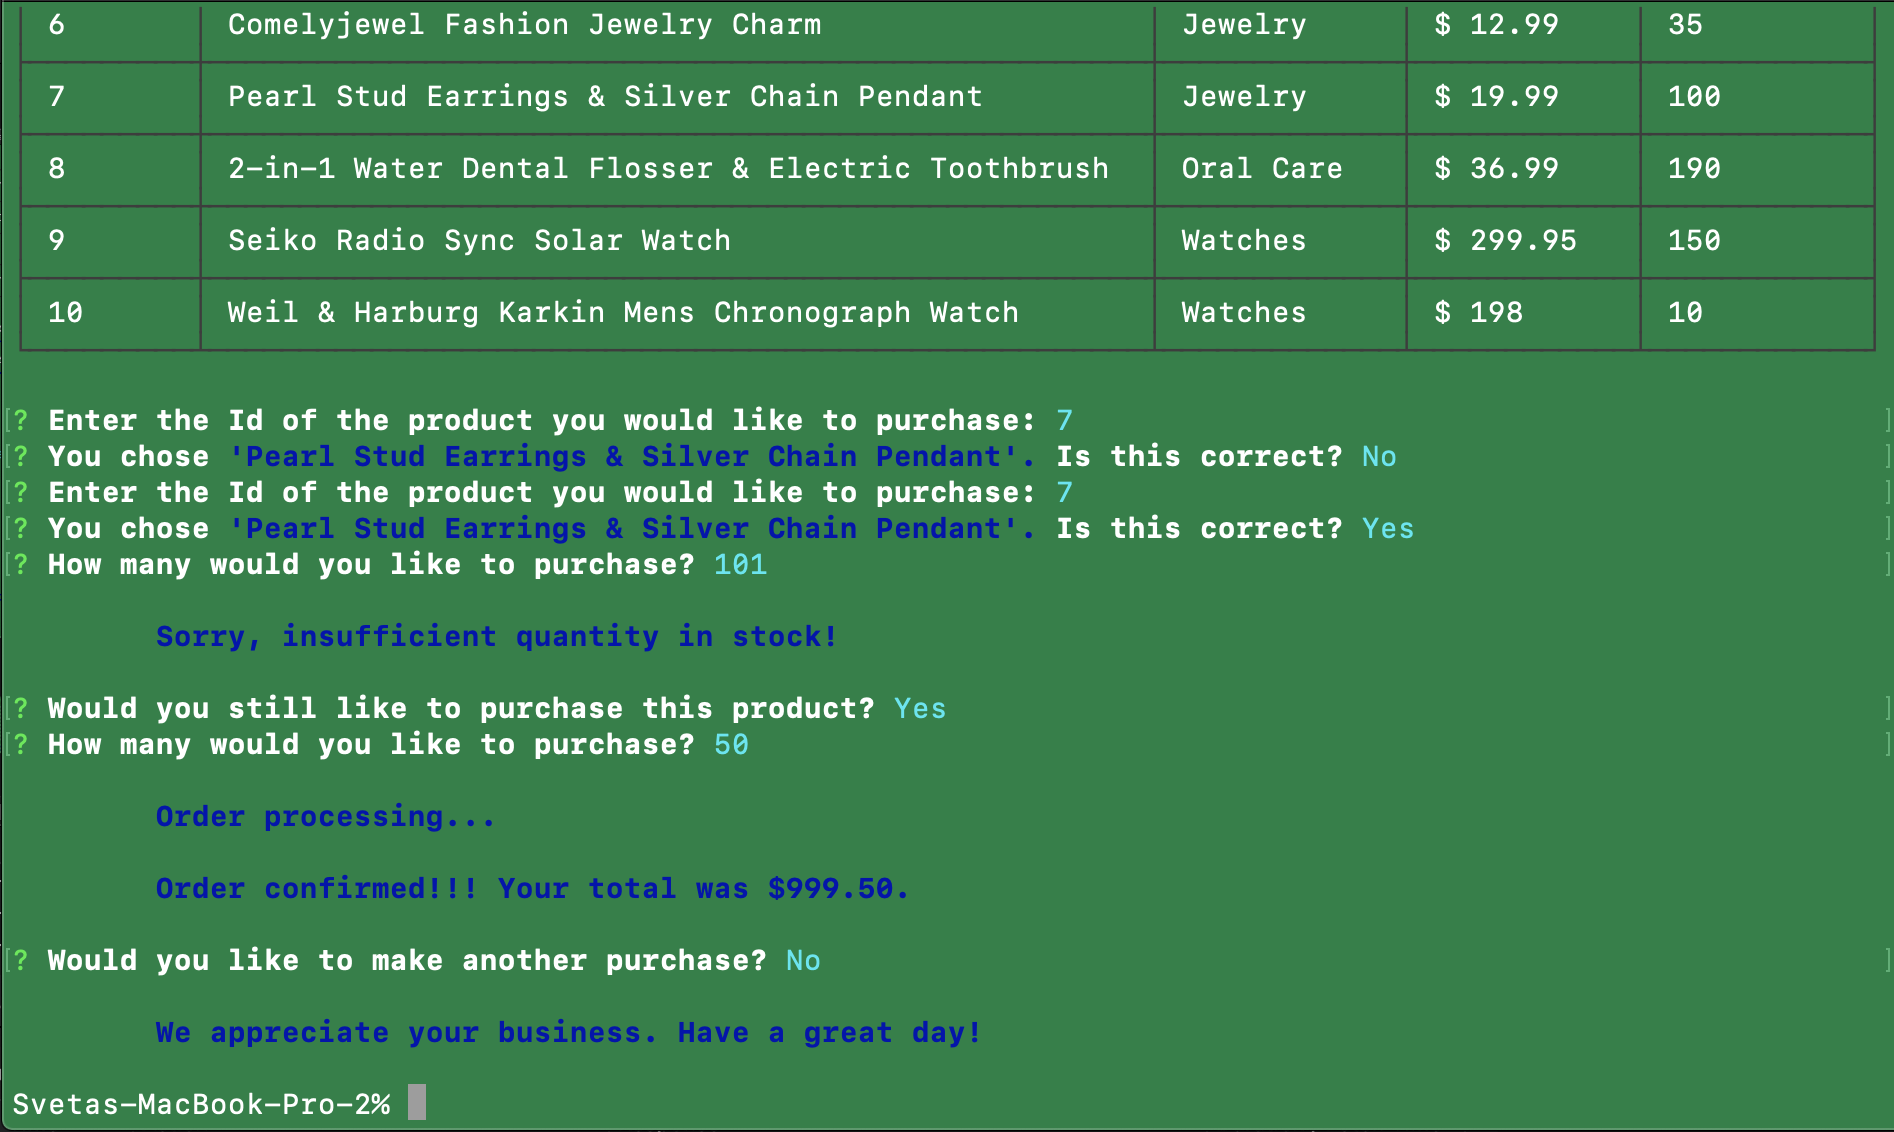 6 Comelyjewel Fashion Jewelry Charm Jewelry $ 12.99 35
7 Pearl Stud Earrings & Silver Chain Pendant Jewelry $ 19.99 100
8 2-in-1 Water Dental Flosser & Electric Toothbrush Oral Care $ 36.99 190
9 Seiko Radio Sync Solar Watch Watches $ 299.95 150
10 Weil & Harburg Karkin Mens Chronograph Watch Watches $ 198 10
[? Enter the Id of the product you would like to purchase: 7 ]
[? You chose 'Pearl Stud Earrings & Silver Chain Pendant'. Is this correct? No ]
[? Enter the Id of the product you would like to purchase: 7 ]
[? You chose 'Pearl Stud Earrings & Silver Chain Pendant'. Is this correct? Yes ]
[? How many would you like to purchase? 101 ]
Sorry, insufficient quantity in stock!
[? Would you still like to purchase this product? Yes ]
[? How many would you like to purchase? 50 ]
Order processing...
Order confirmed!!! Your total was $999.50.
[? Would you like to make another purchase? No ]
We appreciate your business. Have a great day!
Svetas-MacBook-Pro-2%